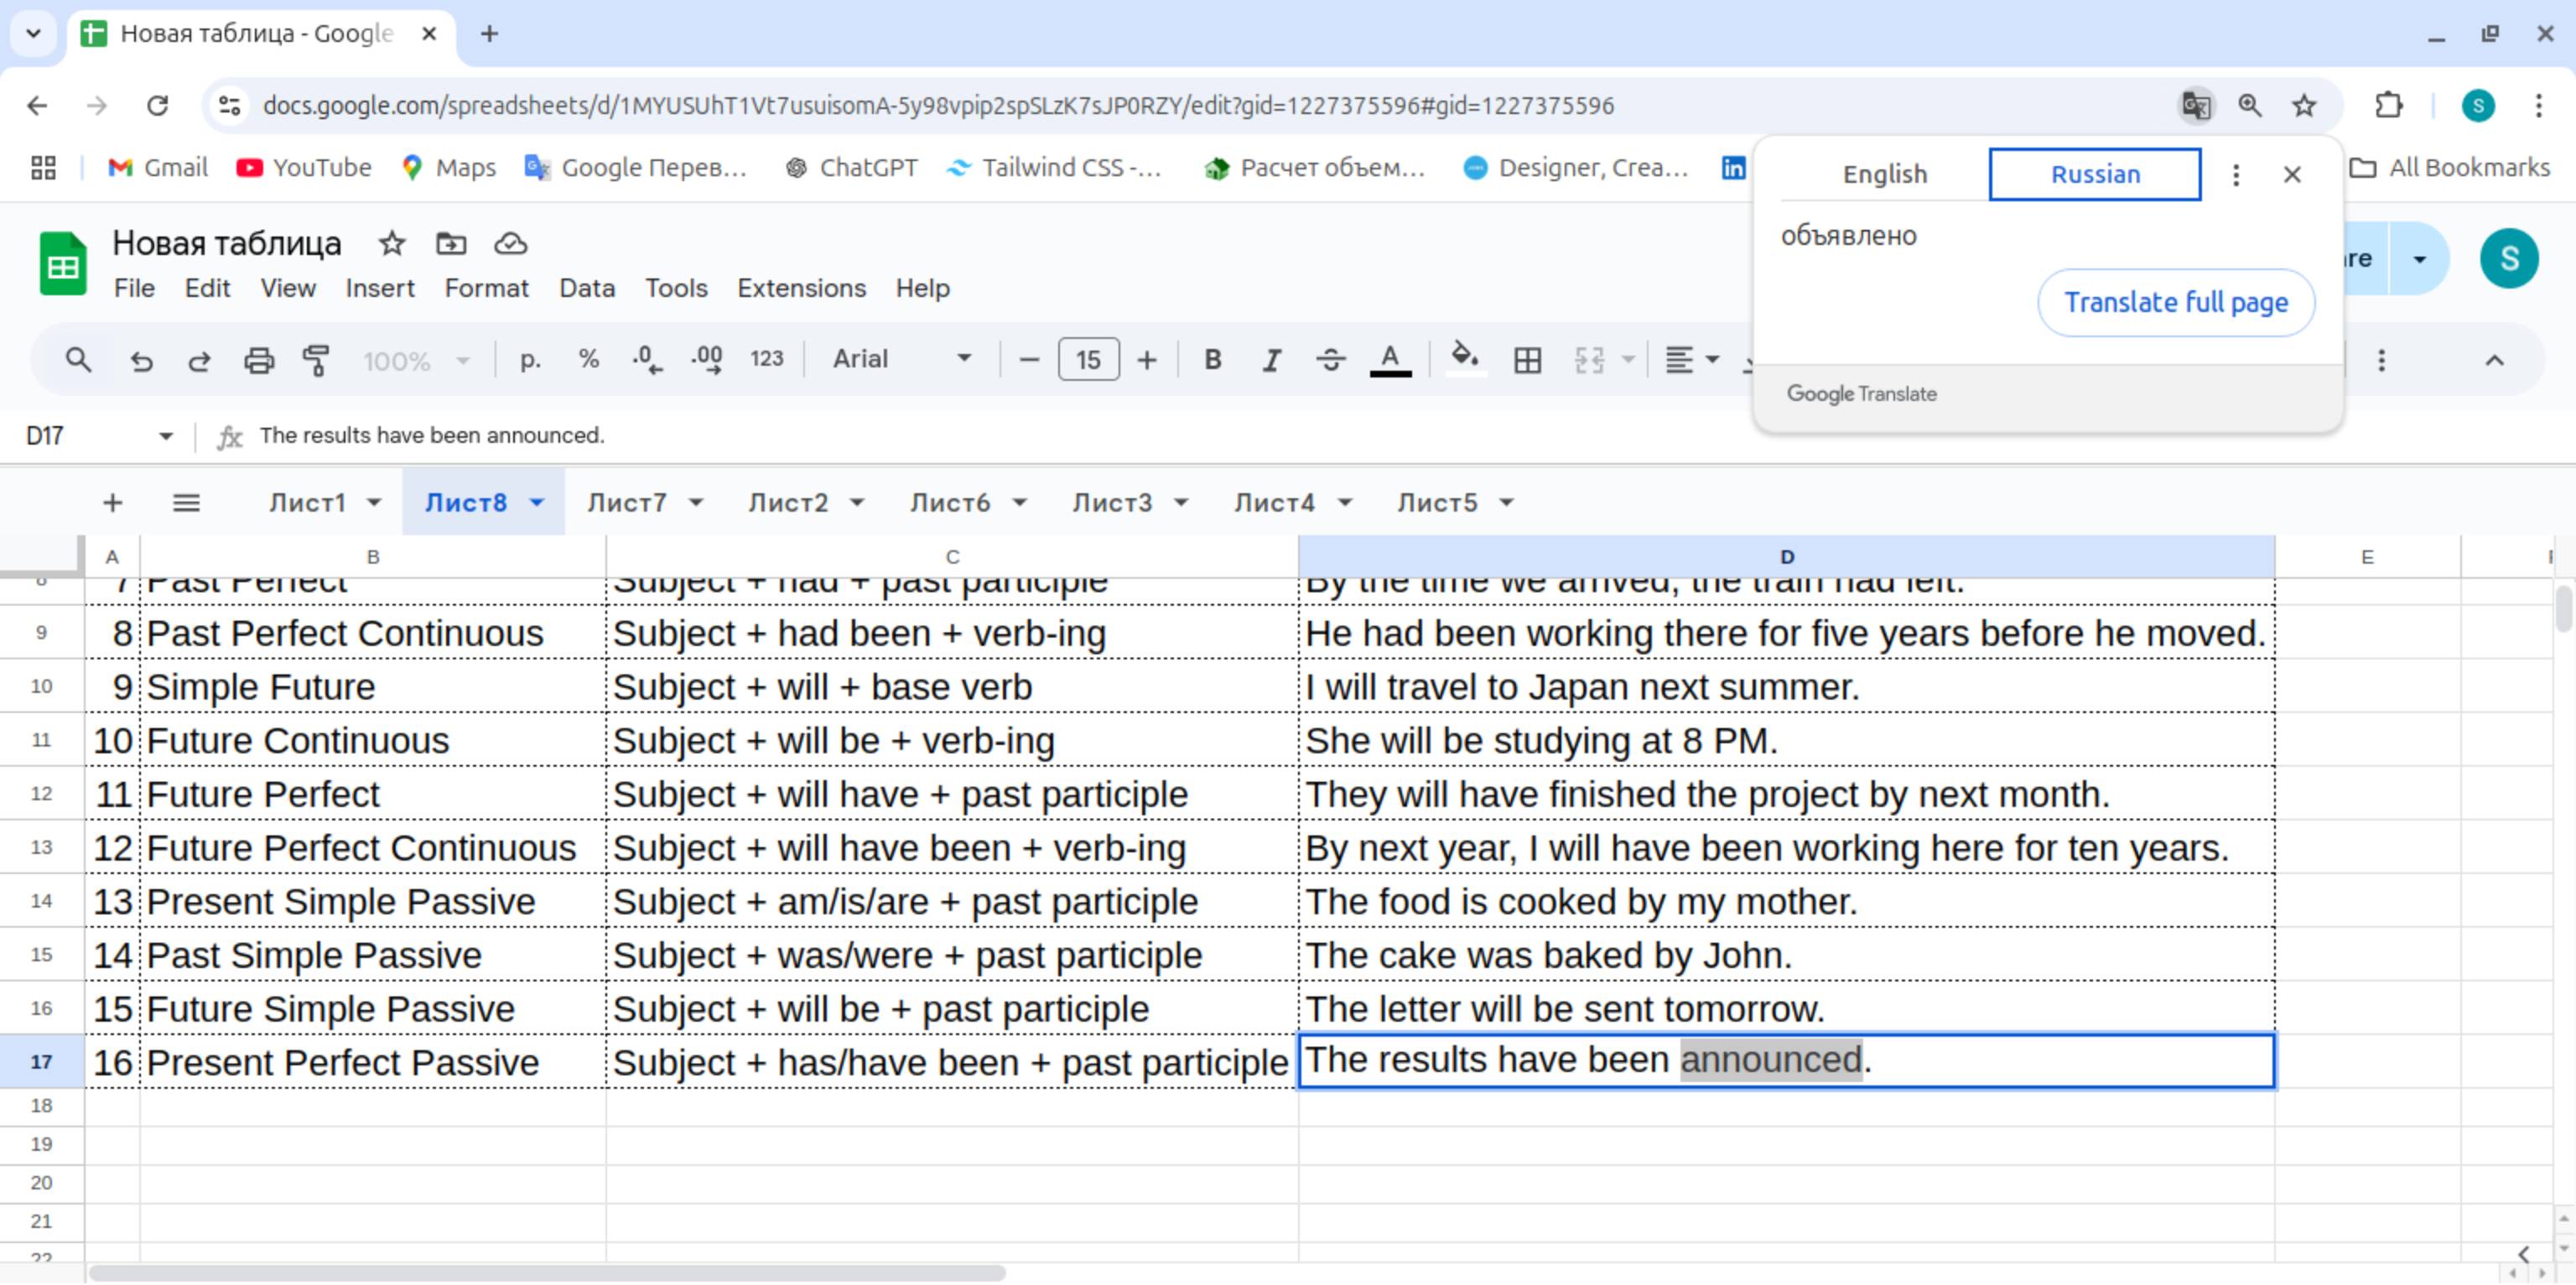 Новая таблица - Google
docs.google.com/spreadsheets/d/1MYUSUhT1Vt7usuisomA-5y98vpip2spSLzK7sJP0RZY/edit?gid=1227375596#gid=1227375596
S
Gmail YouTube Maps Google Перев... ChatGPT Tailwind CSS -... Расчет объем... Designer, Crea... in All Bookmarks
English Russian
объявлено
Translate full page
Google Translate
Новая таблица
File Edit View Insert Format Data Tools Extensions Help
re S
100% р. % .0 .00 123 Arial 15 B I A
D17 fx The results have been announced.
Лист1 Лист8 Лист7 Лист2 Лист6 Лист3 Лист4 Лист5
A B C D E
7 Past Perfect Subject + had + past participle By the time we arrived, the train had left.
9 8 Past Perfect Continuous Subject + had been + verb-ing He had been working there for five years before he moved.
10 9 Simple Future Subject + will + base verb I will travel to Japan next summer.
11 10 Future Continuous Subject + will be + verb-ing She will be studying at 8 PM.
12 11 Future Perfect Subject + will have + past participle They will have finished the project by next month.
13 12 Future Perfect Continuous Subject + will have been + verb-ing By next year, I will have been working here for ten years.
14 13 Present Simple Passive Subject + am/is/are + past participle The food is cooked by my mother.
15 14 Past Simple Passive Subject + was/were + past participle The cake was baked by John.
16 15 Future Simple Passive Subject + will be + past participle The letter will be sent tomorrow.
17 16 Present Perfect Passive Subject + has/have been + past participle The results have been announced.
18
19
20
21
22